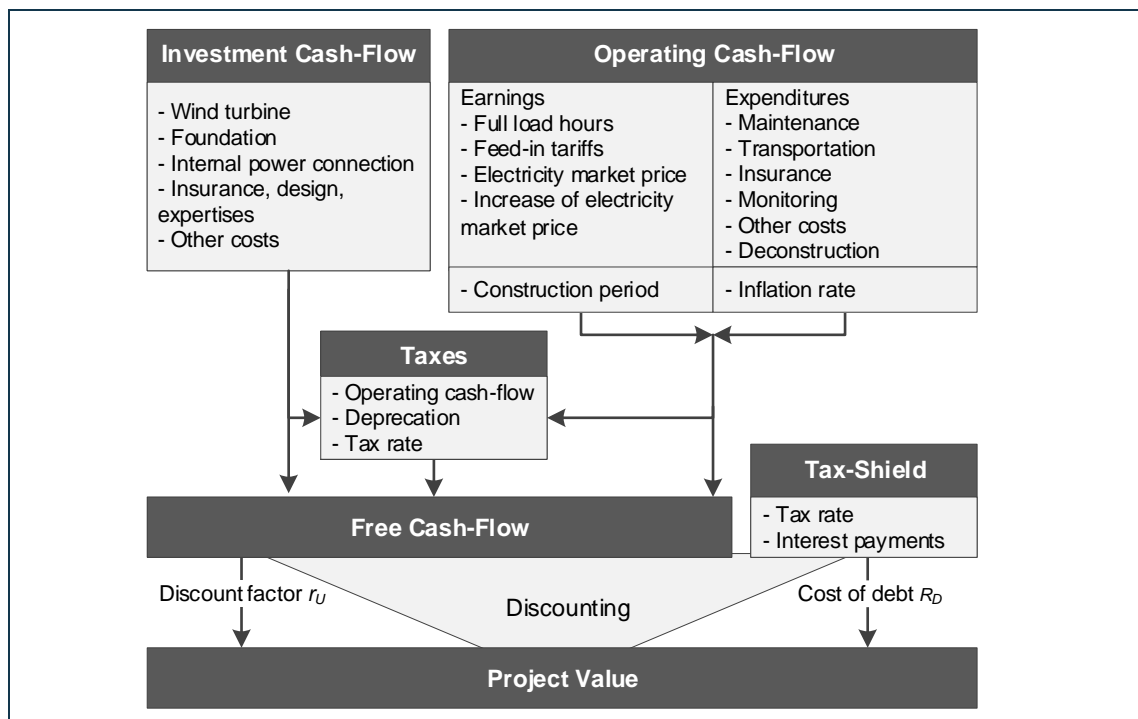 Investment Cash-Flow
- Wind turbine
- Foundation
- Internal power connection
- Insurance, design,
expertises
- Other costs
Operating Cash-Flow
Earnings
- Full load hours
- Feed-in tariffs
- Electricity market price
- Increase of electricity
market price
- Construction period
Expenditures
- Maintenance
- Transportation
- Insurance
- Monitoring
- Other costs
- Deconstruction
- Inflation rate
Taxes
- Operating cash-flow
- Deprecation
- Tax rate
Tax-Shield
- Tax rate
- Interest payments
Free Cash-Flow
Discount factor rU
Discounting
Cost of debt RD
Project Value